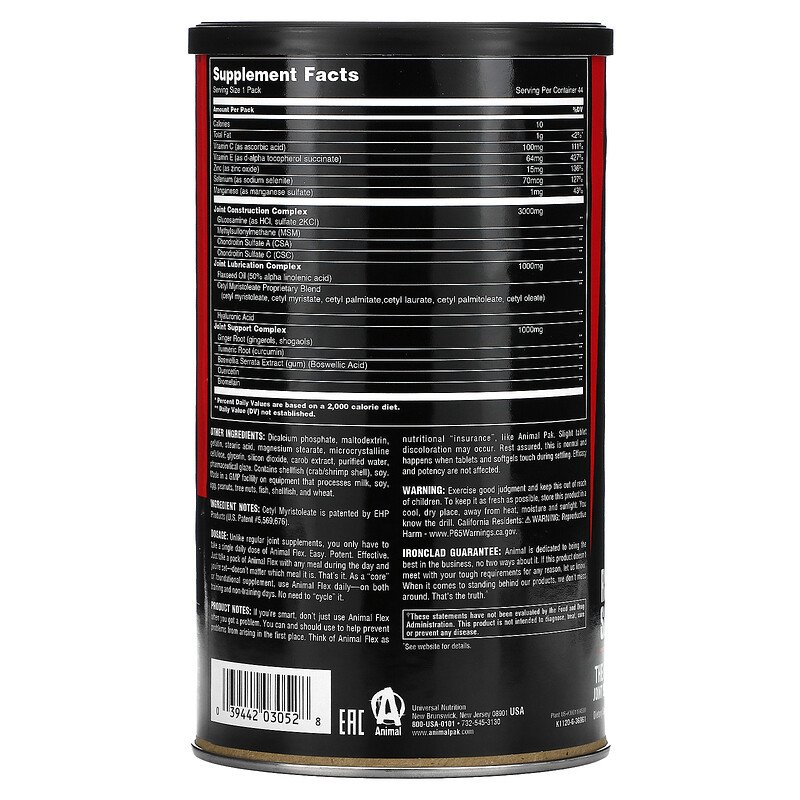 Supplement Facts
Serving Size 1 Pack Serving Per Container 44
Amount Per Pack %DV
Calories 10
Total Fat 1g <2%*
Vitamin C (as ascorbic acid) 100mg 111%
Vitamin E (as d-alpha tocopherol succinate) 64mg 427%
Zinc (as zinc oxide) 15mg 136%
Selenium (as sodium selenite) 70mcg 127%
Manganese (as manganese sulfate) 1mg 43%
Joint Construction Complex 3000mg
Glucosamine (as HCl, sulfate 2KCl) **
Methylsulfonylmethane (MSM) **
Chondroitin Sulfate A (CSA) **
Chondroitin Sulfate C (CSC) **
Joint Lubrication Complex 1000mg
Flaxseed Oil (50% alpha linolenic acid) **
Cetyl Myristoleate Proprietary Blend **
(cetyl myristoleate, cetyl myristate, cetyl palmitate,cetyl laurate, cetyl palmitoleate, cetyl oleate)
Hyaluronic Acid **
Joint Support Complex 1000mg
Ginger Root (gingerols, shogaols) **
Turmeric Root (curcumin) **
Boswellia Serrata Extract (gum) (Boswellic Acid) **
Quercetin **
Bromelain **
* Percent Daily Values are based on a 2,000 calorie diet.
** Daily Value (DV) not established.
OTHER INGREDIENTS: Dicalcium phosphate, maltodextrin,
gelatin, stearic acid, magnesium stearate, microcrystalline
cellulose, glycerin, silicon dioxide, carob extract, purified water,
pharmaceutical glaze. Contains shellfish (crab/shrimp shell), soy.
Made in a GMP facility on equipment that processes milk, soy,
egg, peanuts, tree nuts, fish, shellfish, and wheat.
INGREDIENT NOTES: Cetyl Myristoleate is patented by EHP
Products (U.S. Patent #5,569,676).
DOSAGE: Unlike regular joint supplements, you only have to
take a single daily dose of Animal Flex. Easy. Potent. Effective.
Just take a pack of Animal Flex with any meal during the day and
you're set–doesn't matter which meal it is. That's it. As a "core"
or foundational supplement, use Animal Flex daily–on both
training and non-training days. No need to "cycle" it.
PRODUCT NOTES: If you're smart, don't just use Animal Flex
when you got a problem. You can and should use to help prevent
problems from arising in the first place. Think of Animal Flex as
nutritional "insurance", like Animal Pak. Slight tablet
discoloration may occur. Rest assured, this is normal and
happens when tablets and softgels touch during settling. Efficacy
and potency are not affected.
WARNING: Exercise good judgment and keep this out of reach
of children. To keep it as fresh as possible, store this product in a
cool, dry place, away from heat, moisture and sunlight. You
know the drill. California Residents: ⚠ WARNING: Reproductive
Harm - www.P65Warnings.ca.gov.
IRONCLAD GUARANTEE: Animal is dedicated to being the
best in the business, no two ways about it. If this product doesn't
meet with your tough requirements for any reason, let us know.
When it comes to standing behind our products, we don't mess
around. That's the truth.^
†These statements have not been evaluated by the Food and Drug
Administration. This product is not intended to diagnose, treat, cure
or prevent any disease.
^See website for details.
0 39442 03052 8
EAC
Animal
Universal Nutrition
New Brunswick, New Jersey 08901 USA
800-USA-0101 • 732-545-3130
www.animalpak.com
THE
JOINT